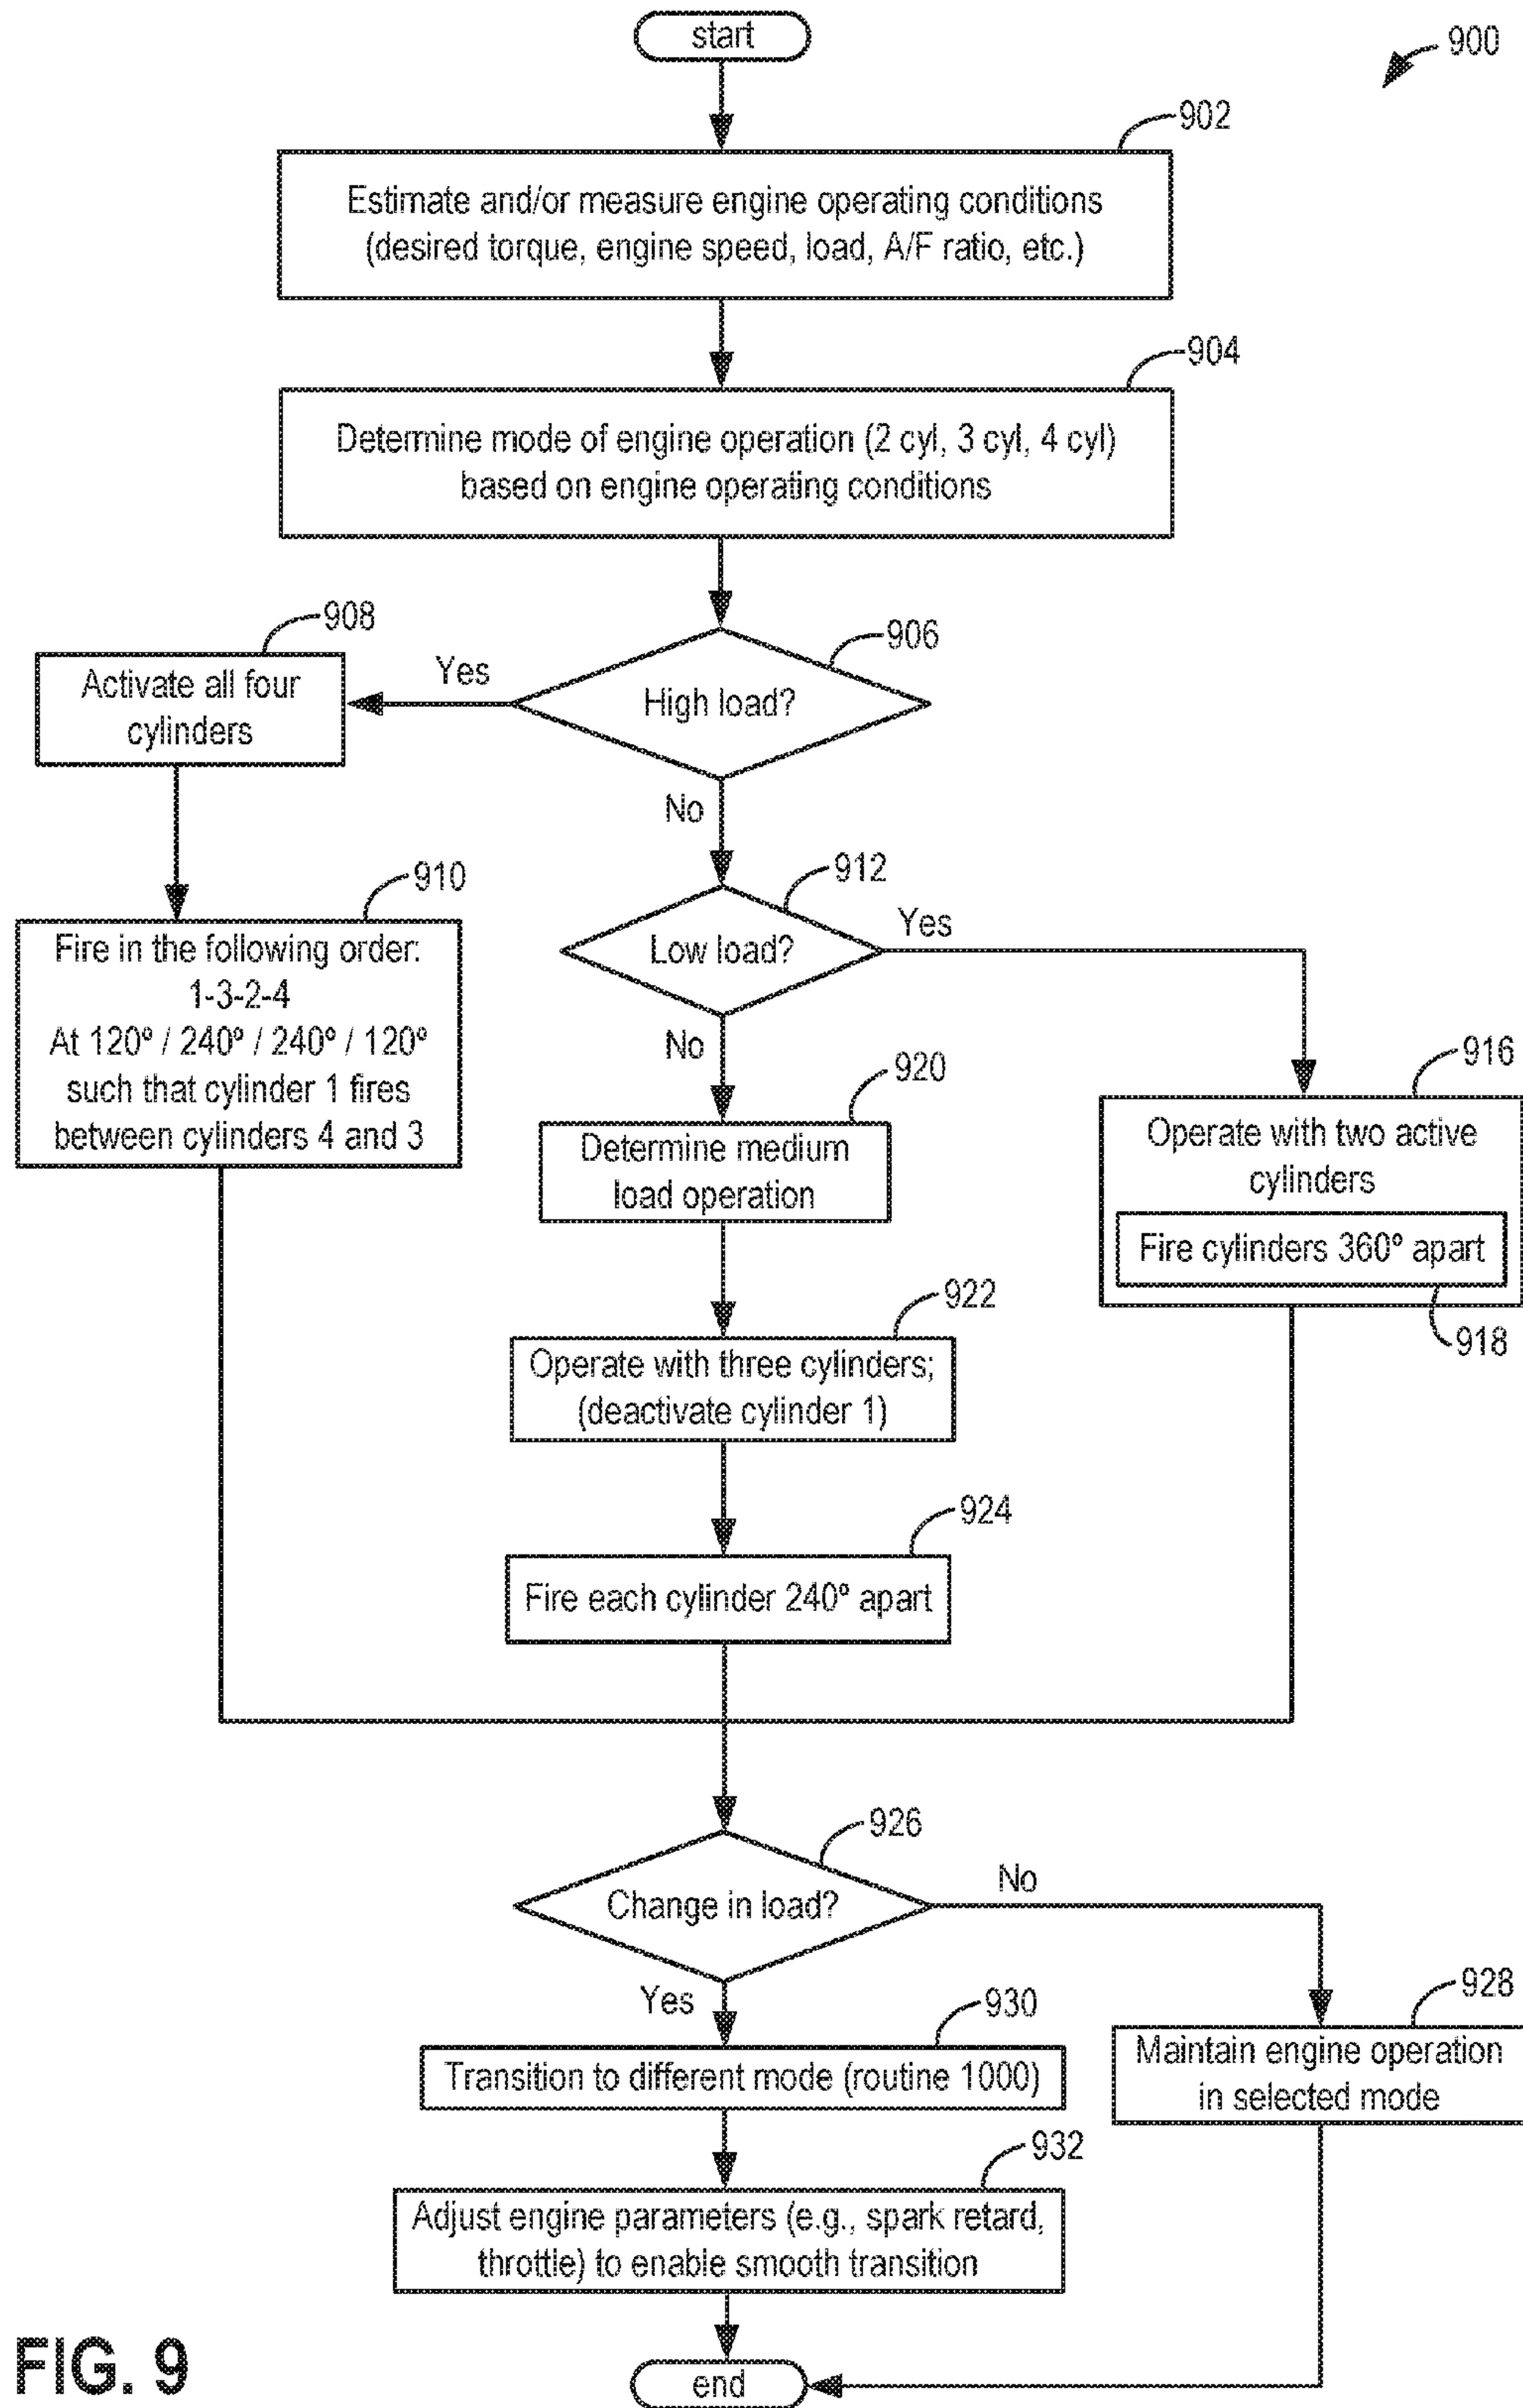 start
900
902
Estimate and/or measure engine operating conditions
(desired torque, engine speed, load, A/F ratio, etc.)
904
Determine mode of engine operation (2 cyl, 3 cyl, 4 cyl)
based on engine operating conditions
906
High load?
Yes
908
Activate all four
cylinders
No
910
Fire in the following order:
1-3-2-4
At 120º / 240º / 240º / 120º
such that cylinder 1 fires
between cylinders 4 and 3
912
Low load?
Yes
916
Operate with two active
cylinders
Fire cylinders 360º apart
918
No
920
Determine medium
load operation
922
Operate with three cylinders;
(deactivate cylinder 1)
924
Fire each cylinder 240º apart
926
Change in load?
No
928
Maintain engine operation
in selected mode
Yes
930
Transition to different mode (routine 1000)
932
Adjust engine parameters (e.g., spark retard,
throttle) to enable smooth transition
end
FIG. 9